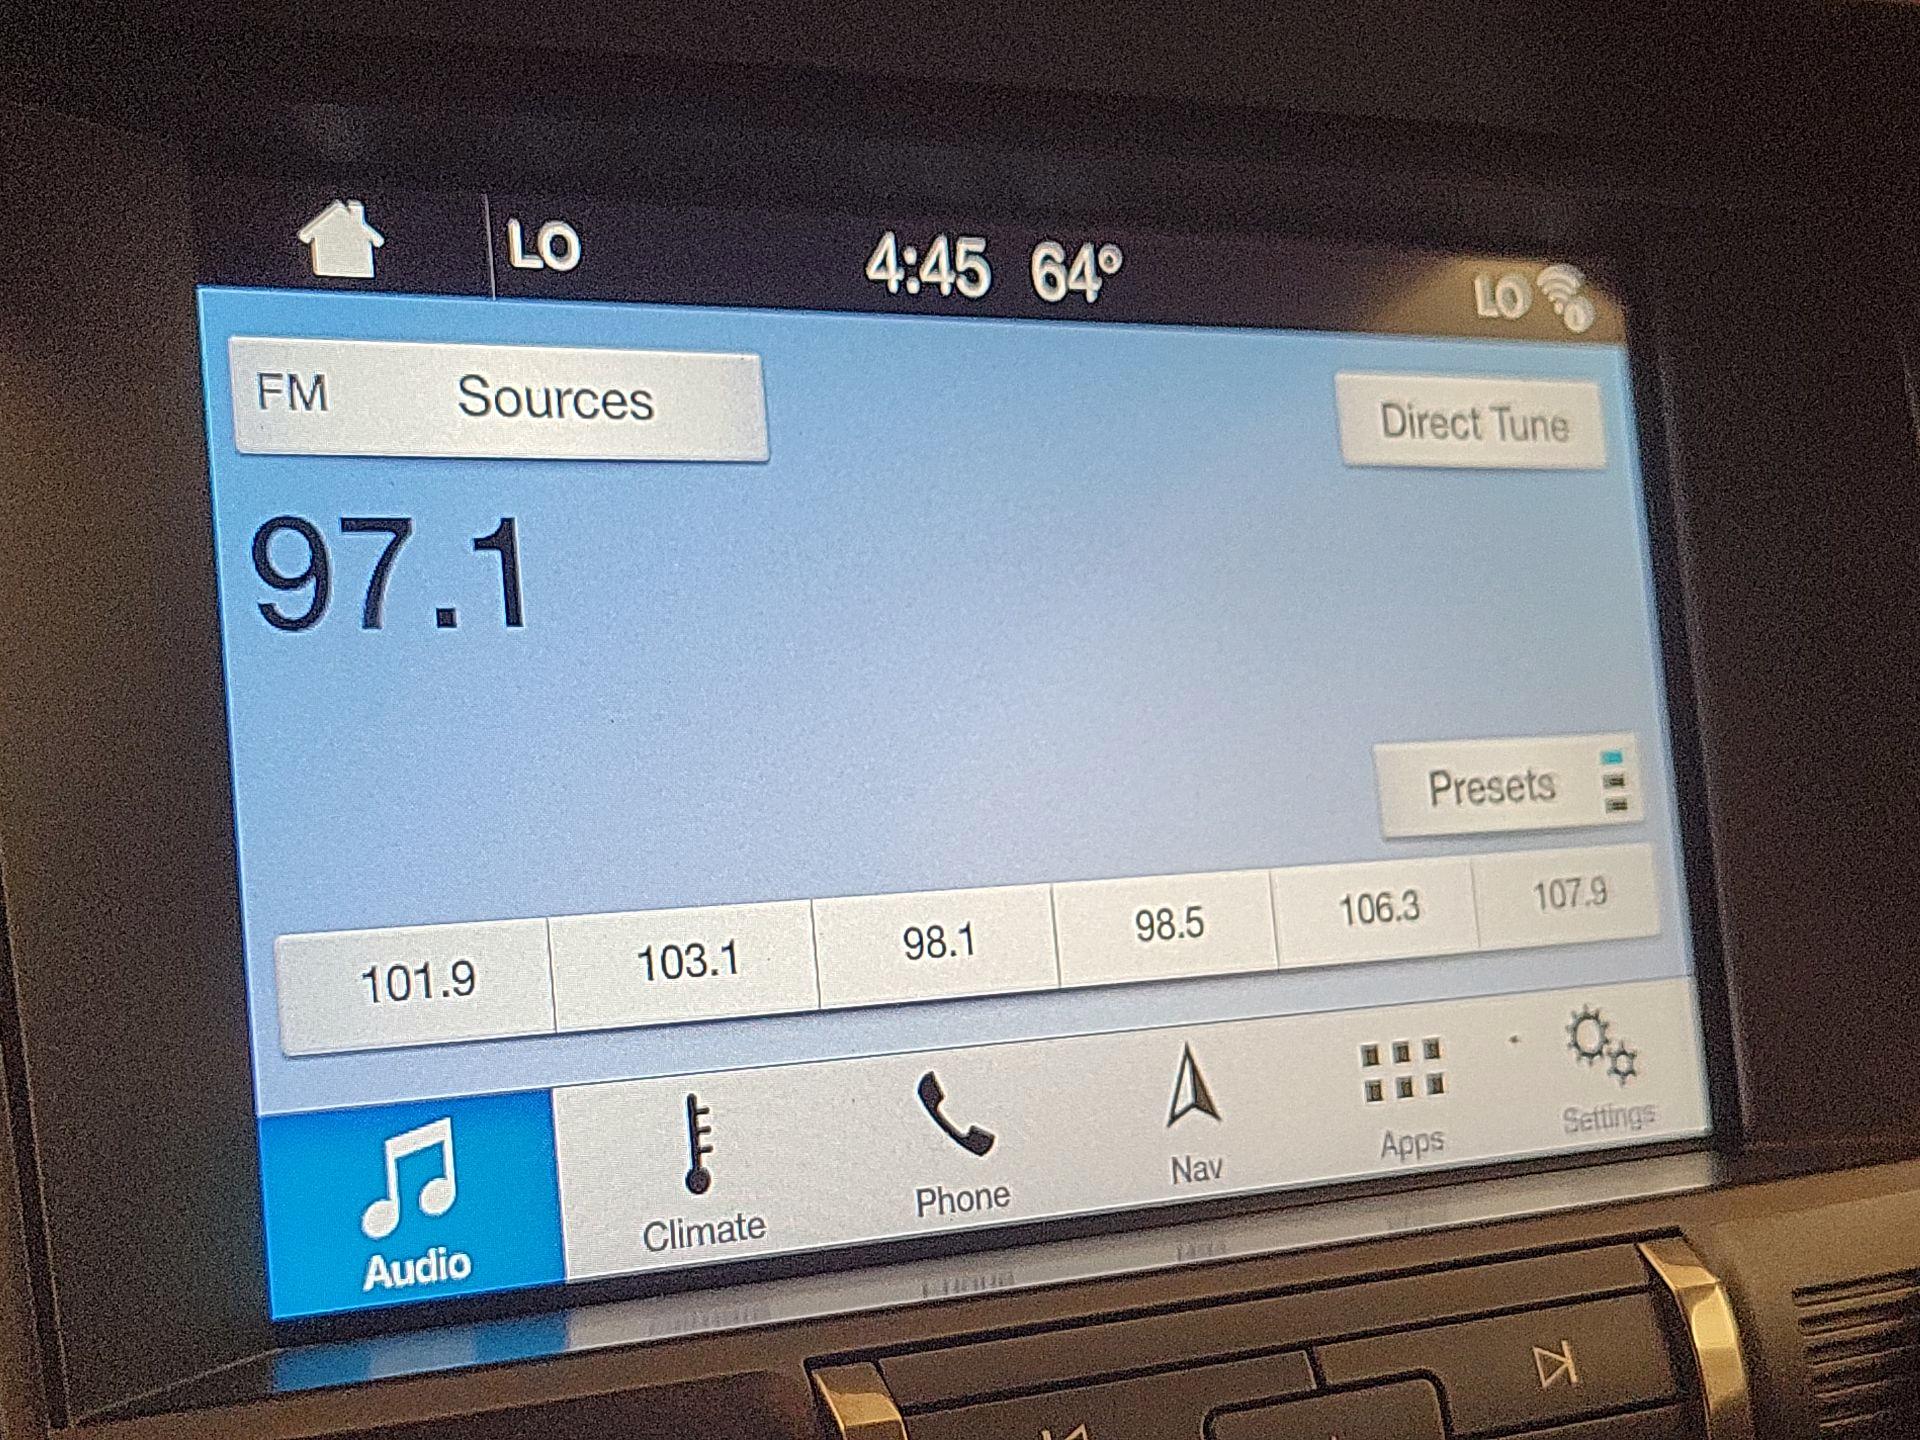 LO 4:45 64° LO
FM Sources Direct Tune
97.1
Presets
101.9 103.1 98.1 98.5 106.3 107.9
Audio Climate Phone Nav Apps Settings